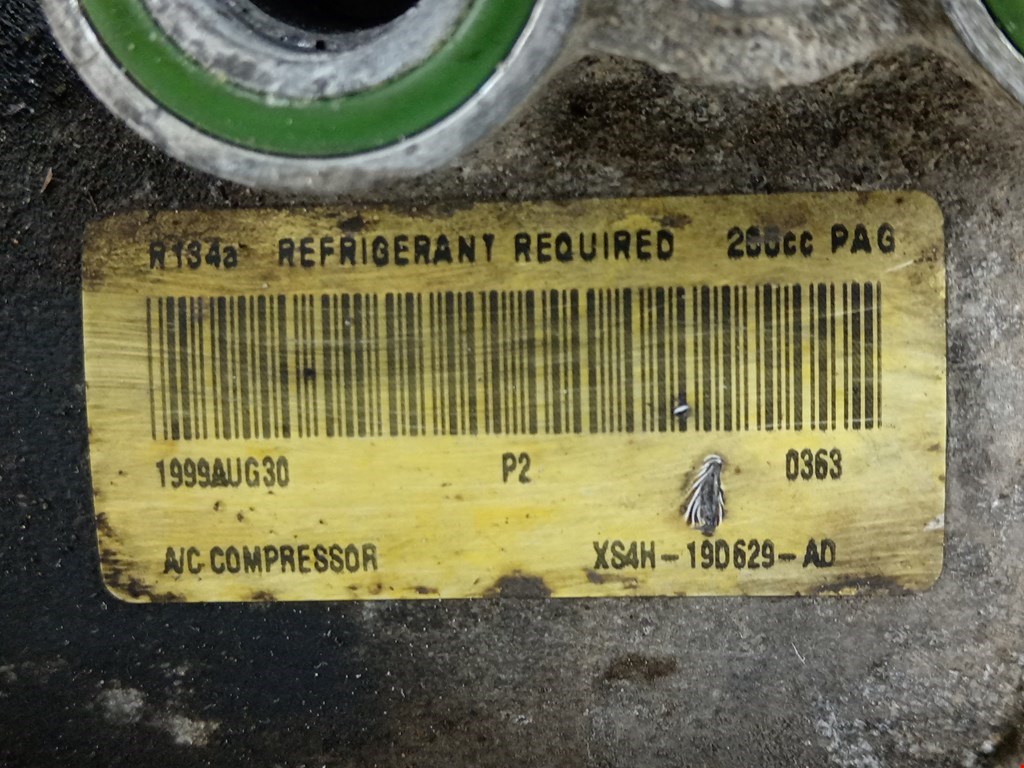 R134a REFRIGERANT REQUIRED PAG
1999AUG30 P2 0363
A/C COMPRESSOR XS4H-19D629-AD